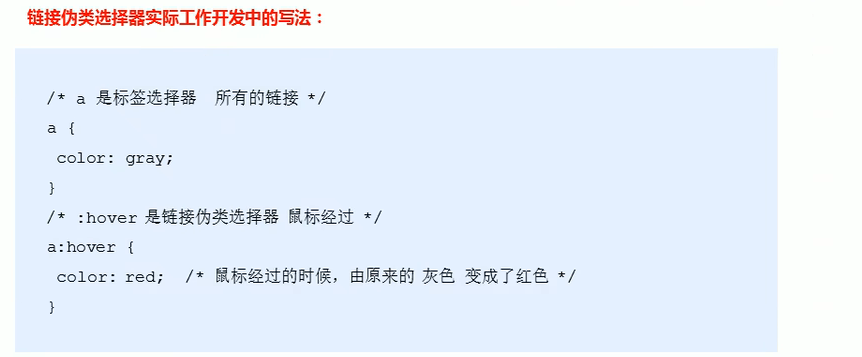 链接伪类选择器实际工作开发中的写法：
/* a 是标签选择器  所有的链接 */
a {
 color: gray;
}
/* :hover 是链接伪类选择器 鼠标经过 */
a:hover {
 color: red;  /* 鼠标经过的时候，由原来的 灰色 变成了红色 */
}